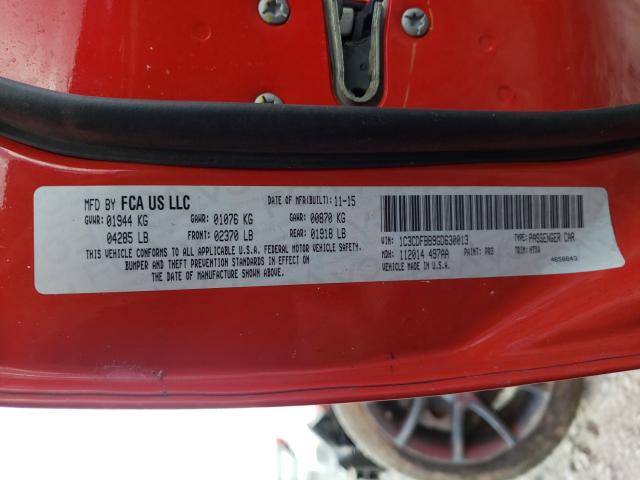 MFD BY FCA US LLC DATE OF MFR(BUILT) 11-15
GVWR: 01944 KG GAWR: 01076 KG GAWR: 00870 KG
04285 LB FRONT: 02370 LB REAR: 01918 LB
THIS VEHICLE CONFORMS TO ALL APPLICABLE U.S.A. FEDERAL MOTOR VEHICLE SAFETY,
BUMPER AND THEFT PREVENTION STANDARDS IN EFFECT ON
THE DATE OF MANUFACTURE SHOWN ABOVE.
VIN: 1C3CDFBB9GD630013 TYPE: PASSENGER CAR
MDH: 112014 497AA PAINT: PR3 TRIM:
VEHICLE MADE IN U.S.A.